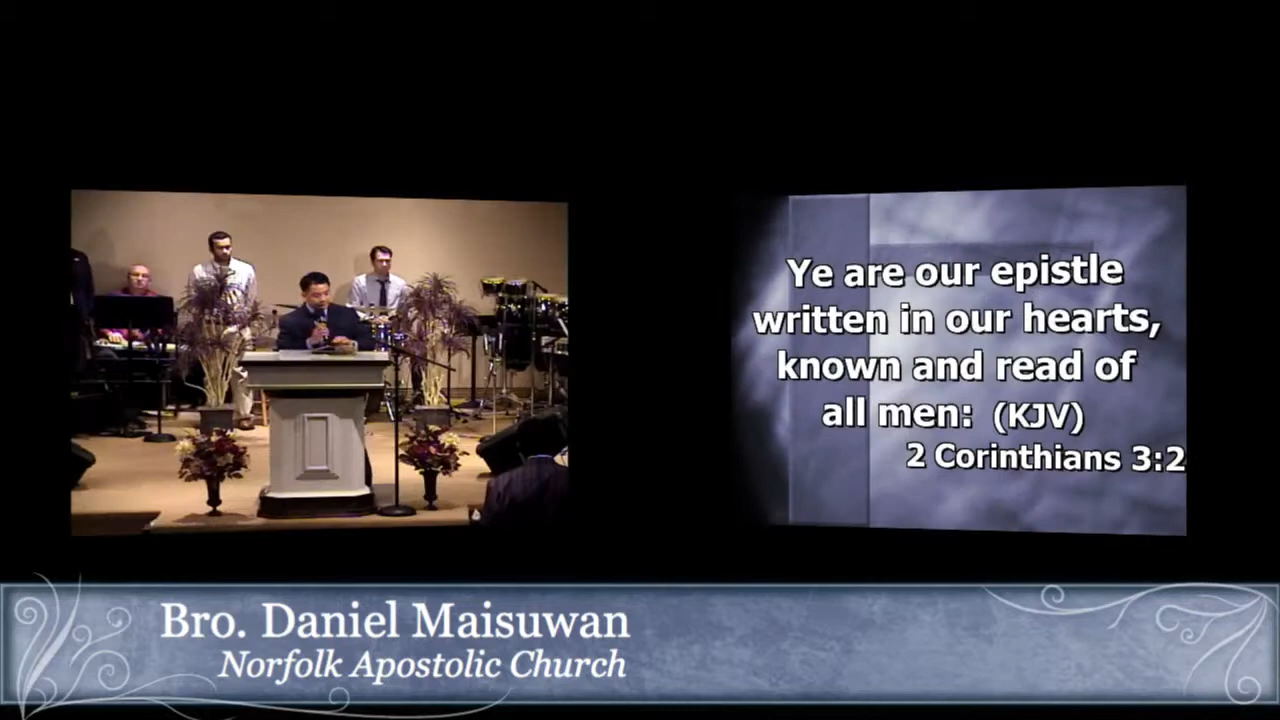 Ye are our epistle
written in our hearts,
known and read of
all men: (KJV)
2 Corinthians 3:2
Bro. Daniel Maisuwan
Norfolk Apostolic Church